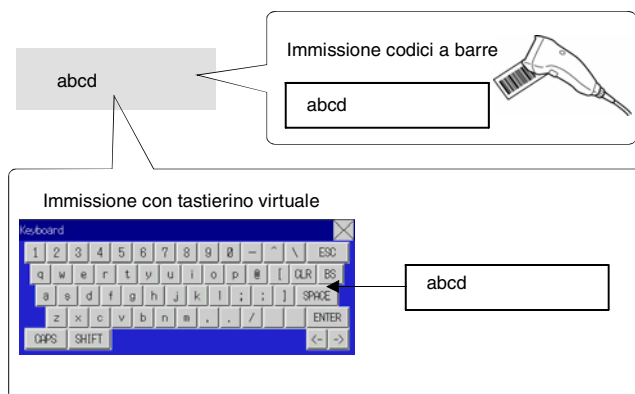 abcd
Immissione codici a barre
abcd
Immissione con tastierino virtuale
Keyboard
1 2 3 4 5 6 7 8 9 0 - ^ \ ESC
q w e r t y u i o p @ [ CLR BS
a s d f g h j k l ; : ] SPACE
z x c v b n m , . / ENTER
CAPS SHIFT <- ->
abcd